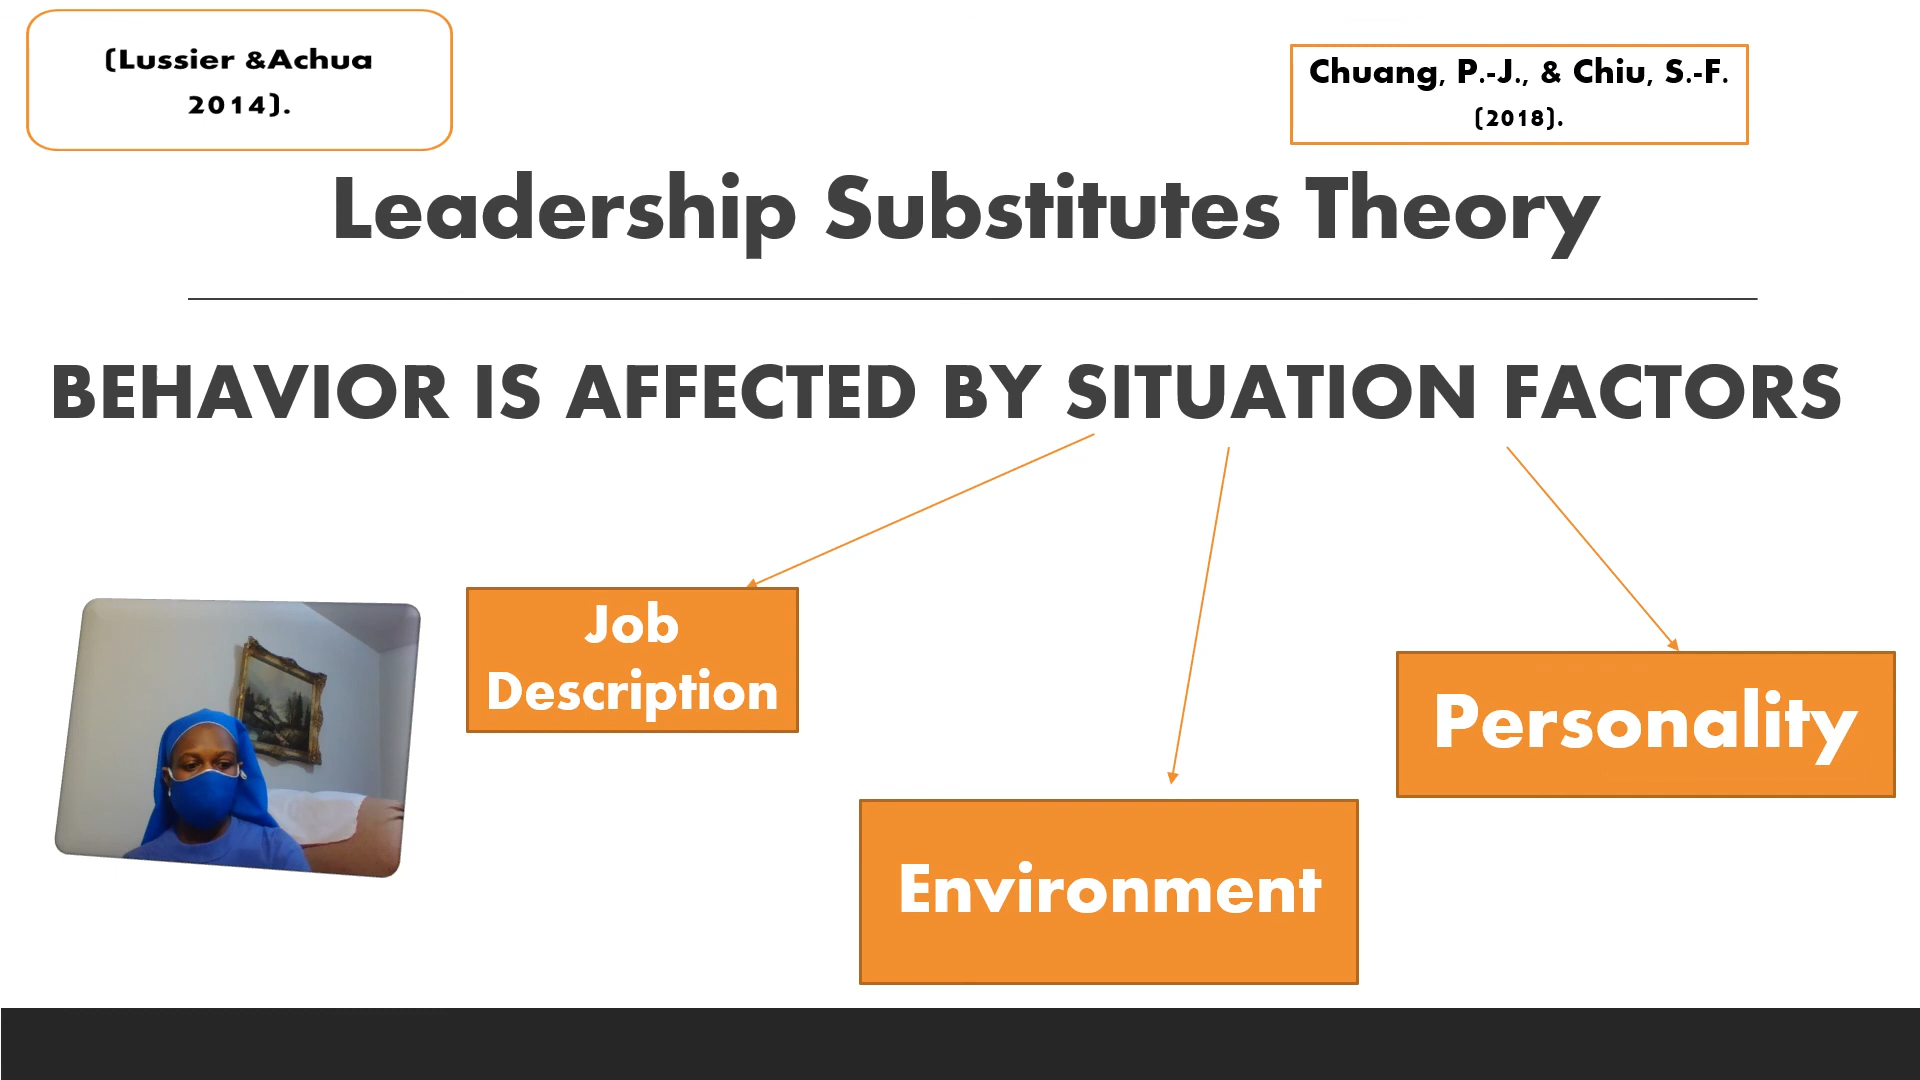 (Lussier &Achua
2014).
Chuang, P.-J., & Chiu, S.-F.
(2018).
Leadership Substitutes Theory
BEHAVIOR IS AFFECTED BY SITUATION FACTORS
Job
Description
Personality
Environment